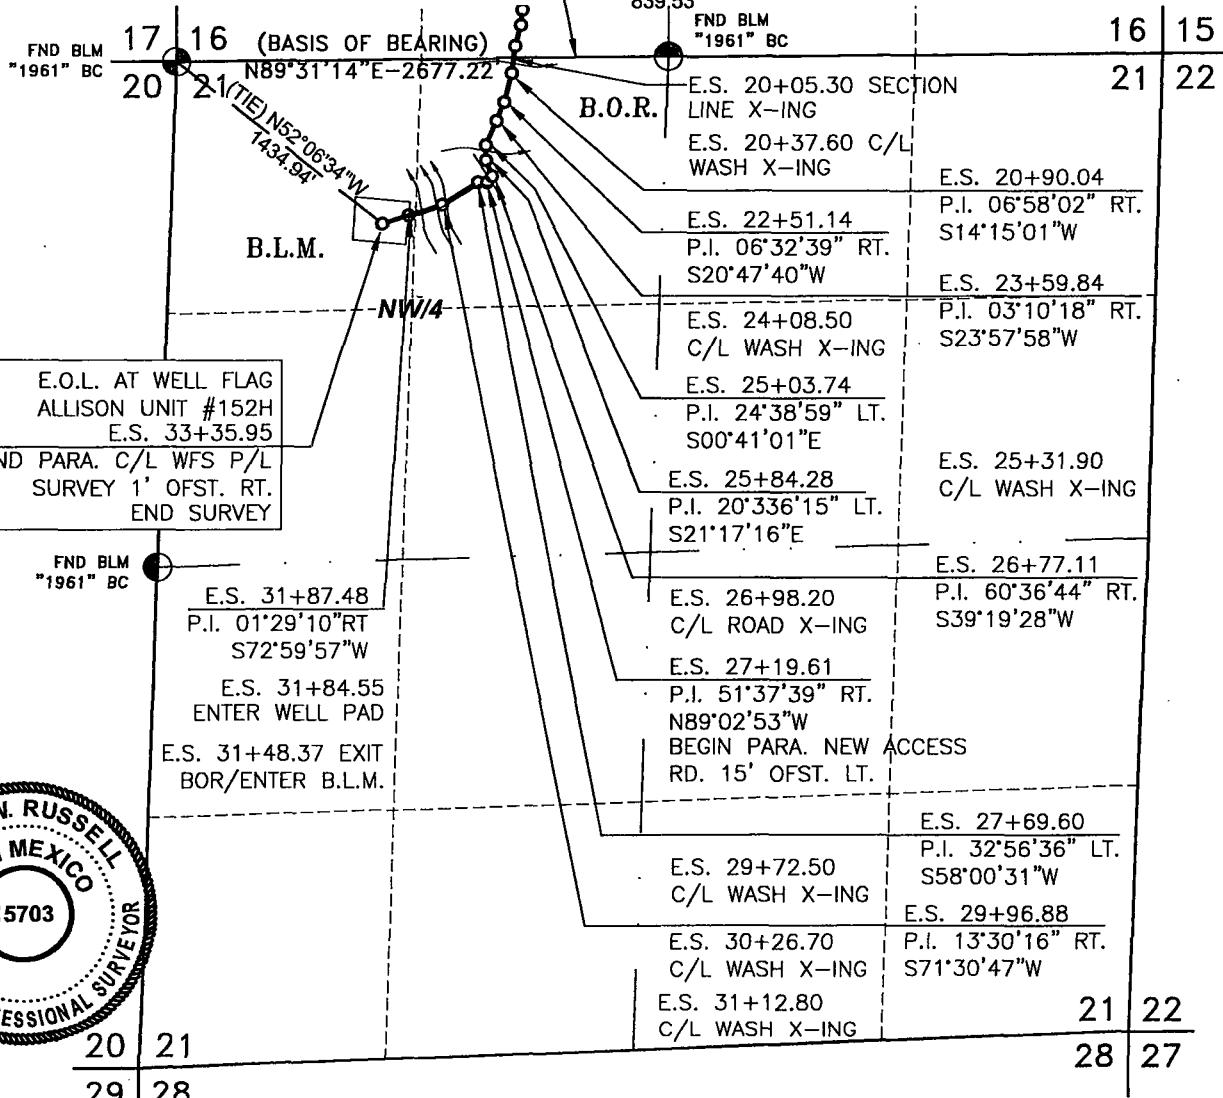 839.53
FND BLM
"1961" BC
17 16
(BASIS OF BEARING)
N89°31'14"E-2677.22'
FND BLM
"1961" BC
16 15
20 21
21 22
(TIE) N52°06'34"W
1434.94'
B.O.R.
E.S. 20+05.30 SECTION
LINE X-ING
E.S. 20+37.60 C/L
WASH X-ING
E.S. 20+90.04
P.I. 06°58'02" RT.
S14°15'01"W
E.S. 22+51.14
P.I. 06°32'39" RT.
S20°47'40"W
B.L.M.
NW/4
E.S. 23+59.84
P.I. 03°10'18" RT.
S23°57'58"W
E.S. 24+08.50
C/L WASH X-ING
E.O.L. AT WELL FLAG
ALLISON UNIT #152H
E.S. 33+35.95
ND PARA. C/L WFS P/L
SURVEY 1' OFST. RT.
END SURVEY
E.S. 25+03.74
P.I. 24°38'59" LT.
S00°41'01"E
E.S. 25+31.90
C/L WASH X-ING
E.S. 25+84.28
P.I. 20°336'15" LT.
S21°17'16"E
FND BLM
"1961" BC
E.S. 26+77.11
P.I. 60°36'44" RT.
S39°19'28"W
E.S. 31+87.48
P.I. 01°29'10"RT
S72°59'57"W
E.S. 26+98.20
C/L ROAD X-ING
E.S. 31+84.55
ENTER WELL PAD
E.S. 27+19.61
P.I. 51°37'39" RT.
N89°02'53"W
BEGIN PARA. NEW ACCESS
RD. 15' OFST. LT.
E.S. 31+48.37 EXIT
BOR/ENTER B.L.M.
E.S. 27+69.60
P.I. 32°56'36" LT.
S58°00'31"W
N. RUSSELL
MEXICO
5703
ESSIONAL SURVEYOR
E.S. 29+72.50
C/L WASH X-ING
E.S. 29+96.88
P.I. 13°30'16" RT.
S71°30'47"W
E.S. 30+26.70
C/L WASH X-ING
E.S. 31+12.80
C/L WASH X-ING
20 21
21 22
29 28
28 27